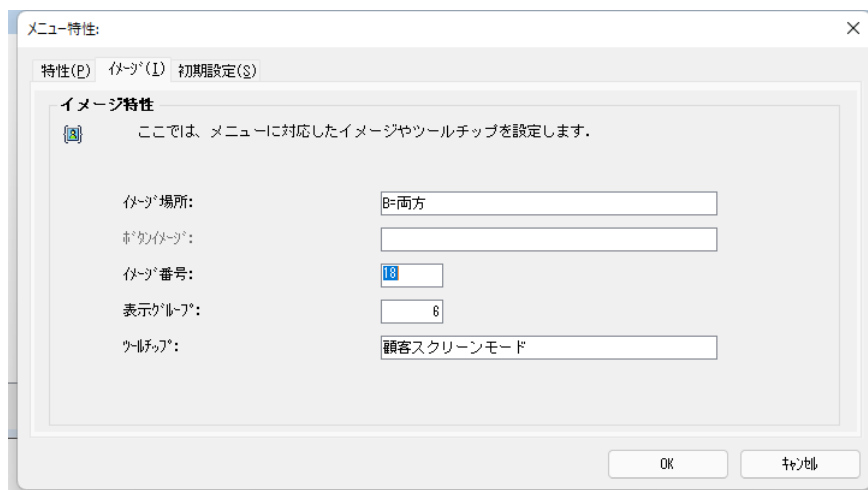 メニュー特性:
特性(P) イメージ(I) 初期設定(S)
イメージ特性
ここでは、メニューに対応したイメージやツールチップを設定します.
イメージ場所: B=両方
ボタンイメージ:
イメージ番号: 18
表示グループ: 6
ツールチップ: 顧客スクリーンモード
OK キャンセル